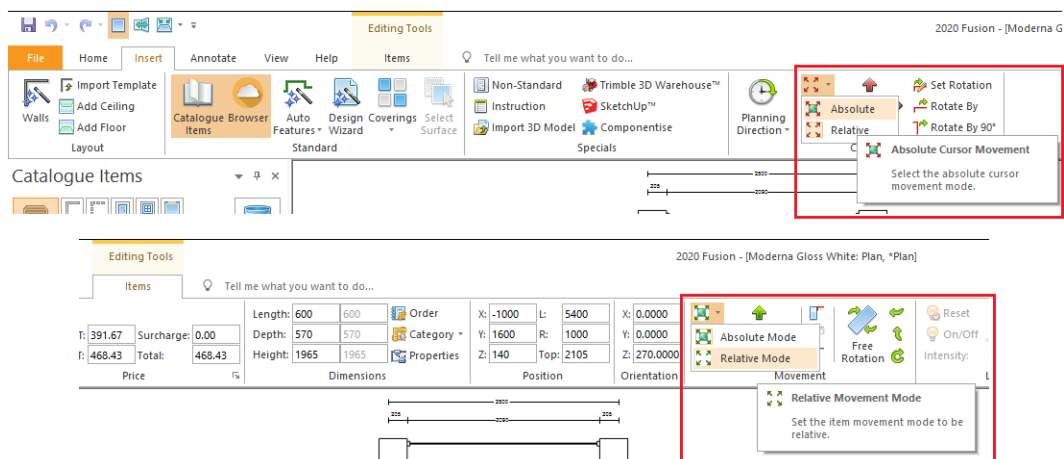 Editing Tools
2020 Fusion - [Moderna G
File Home Insert Annotate View Help Items Tell me what you want to do...
Walls
Import Template
Add Ceiling
Add Floor
Layout
Catalogue Items
Browser
Auto Features
Design Wizard
Coverings
Select Surface
Standard
Non-Standard
Instruction
Import 3D Model
Trimble 3D Warehouse™
SketchUp™
Componentise
Specials
Planning Direction
Absolute
Relative
Set Rotation
Rotate By
Rotate By 90°
C
Absolute Cursor Movement
Select the absolute cursor
movement mode.
Catalogue Items
205
Editing Tools
2020 Fusion - [Moderna Gloss White: Plan, *Plan]
Items Tell me what you want to do...
T: 391.67 Surcharge: 0.00
T: 468.43 Total: 468.43
Price
Length: 600 600
Depth: 570 570
Height: 1965 1965
Order
Category
Properties
Dimensions
X: -1000 L: 5400
Y: 1600 R: 1000
Z: 140 Top: 2105
Position
X: 0.0000
Y: 0.0000
Z: 270.0000
Orientation
Absolute Mode
Relative Mode
Free Rotation
Movement
Reset
On/Off
Intensity:
L
Relative Movement Mode
Set the item movement mode to be
relative.
205 205